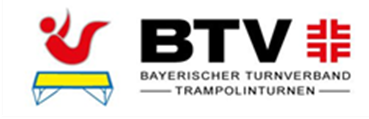 BTV
BAYERISCHER TURNVERBAND
TRAMPOLINTURNEN